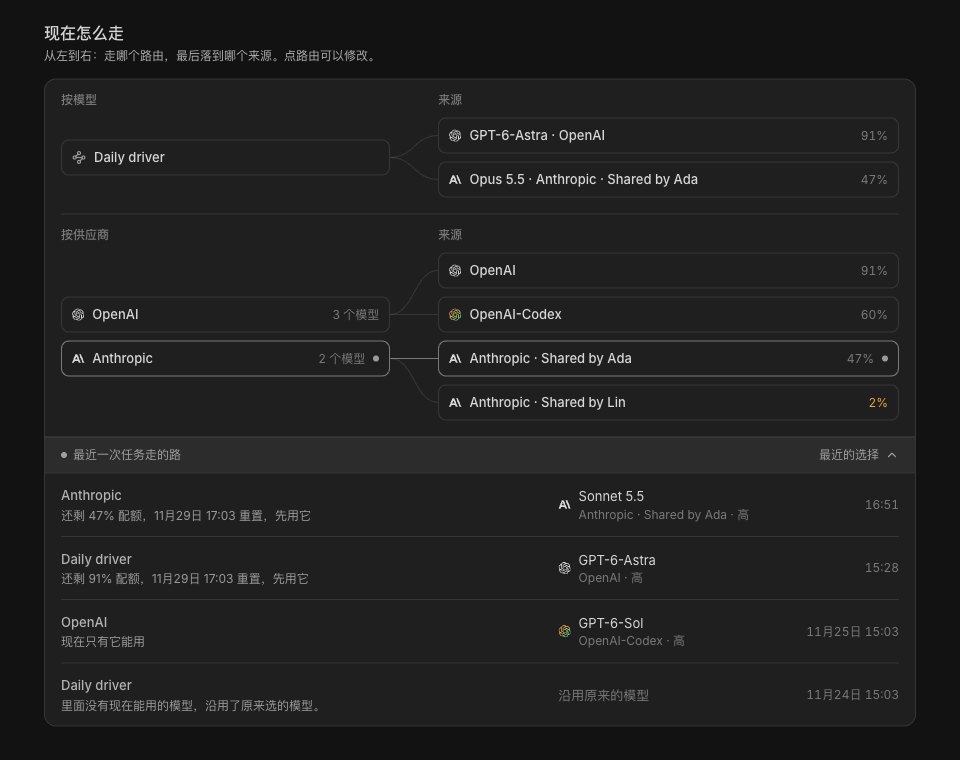 现在怎么走
从左到右：走哪个路由，最后落到哪个来源。点路由可以修改。
按模型
来源
Daily driver
GPT-6-Astra · OpenAI 91%
Opus 5.5 · Anthropic · Shared by Ada 47%
按供应商
来源
OpenAI 91%
OpenAI 3 个模型
OpenAI-Codex 60%
Anthropic 2 个模型
Anthropic · Shared by Ada 47%
Anthropic · Shared by Lin 2%
最近一次任务走的路
最近的选择
Anthropic
还剩 47% 配额，11月29日 17:03 重置，先用它
Sonnet 5.5
Anthropic · Shared by Ada · 高
16:51
Daily driver
还剩 91% 配额，11月29日 17:03 重置，先用它
GPT-6-Astra
OpenAI · 高
15:28
OpenAI
现在只有它能用
GPT-6-Sol
OpenAI-Codex · 高
11月25日 15:03
Daily driver
里面没有现在能用的模型，沿用了原来选的模型。
沿用原来的模型
11月24日 15:03